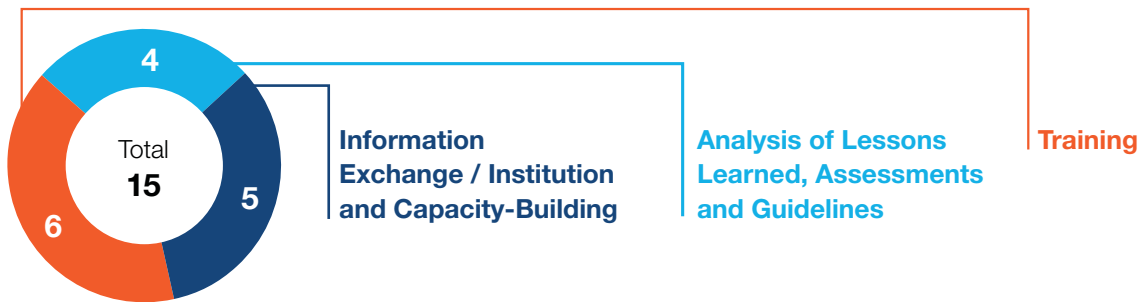 4
Total
15
5
6
Information
Exchange / Institution
and Capacity-Building
Analysis of Lessons
Learned, Assessments
and Guidelines
Training